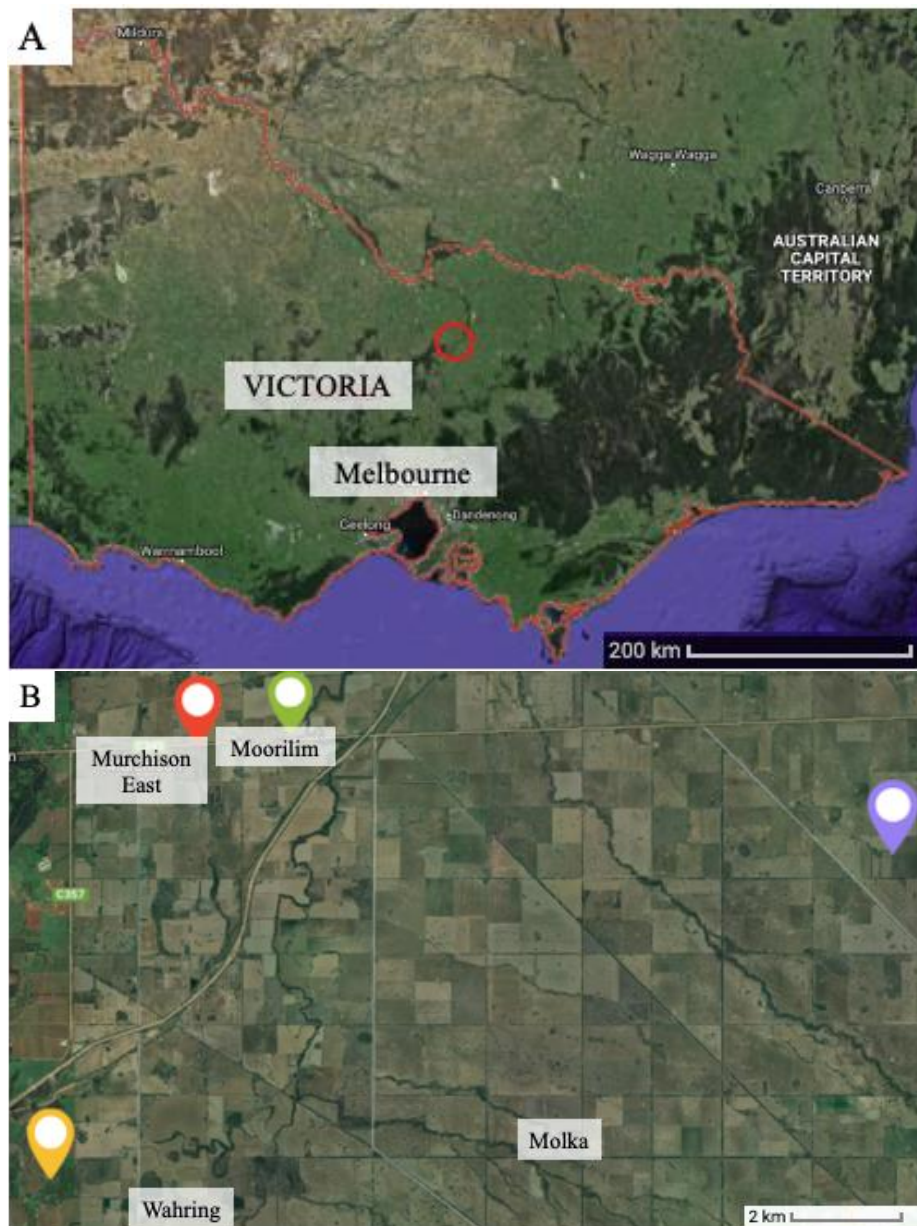 A
Mildura
Wagga Wagga
Canberra
AUSTRALIAN
CAPITAL
TERRITORY
VICTORIA
Melbourne
Geelong
Dandenong
Warrnambool
200 km
B
Murchison
East
Moorilim
C357
Molka
Wahring
2 km